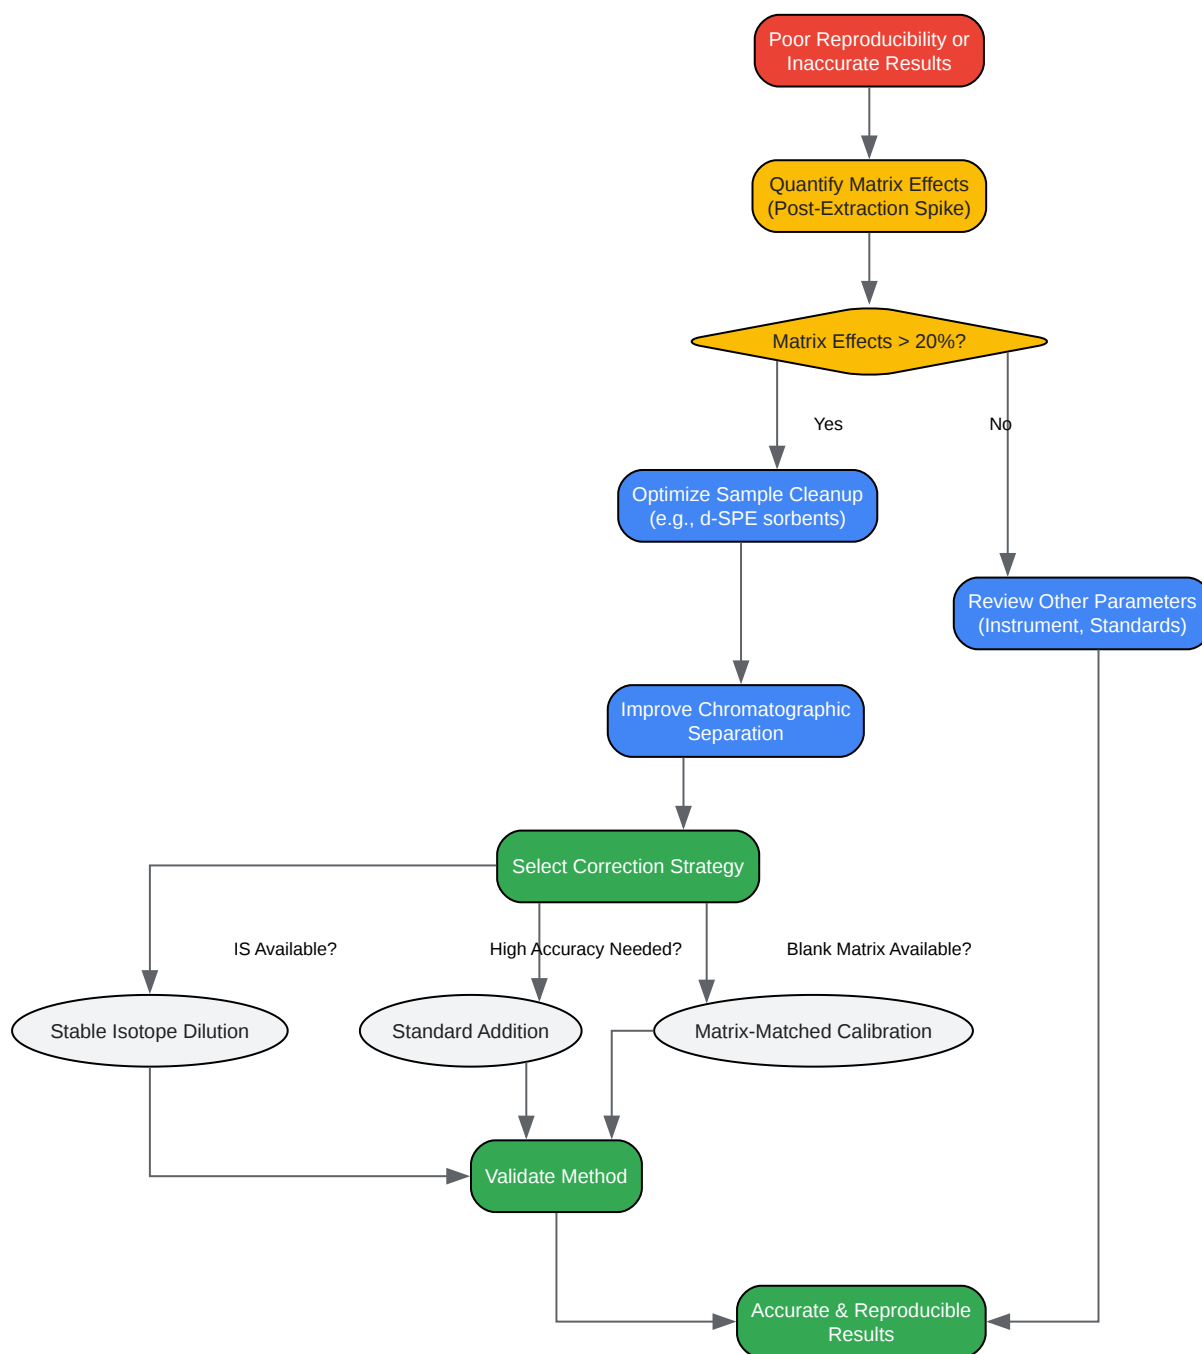 Poor Reproducibility or
Inaccurate Results
Quantify Matrix Effects
(Post-Extraction Spike)
Matrix Effects > 20%?
Yes
No
Optimize Sample Cleanup
(e.g., d-SPE sorbents)
Review Other Parameters
(Instrument, Standards)
Improve Chromatographic
Separation
Select Correction Strategy
IS Available?
High Accuracy Needed?
Blank Matrix Available?
Stable Isotope Dilution
Standard Addition
Matrix-Matched Calibration
Validate Method
Accurate & Reproducible
Results